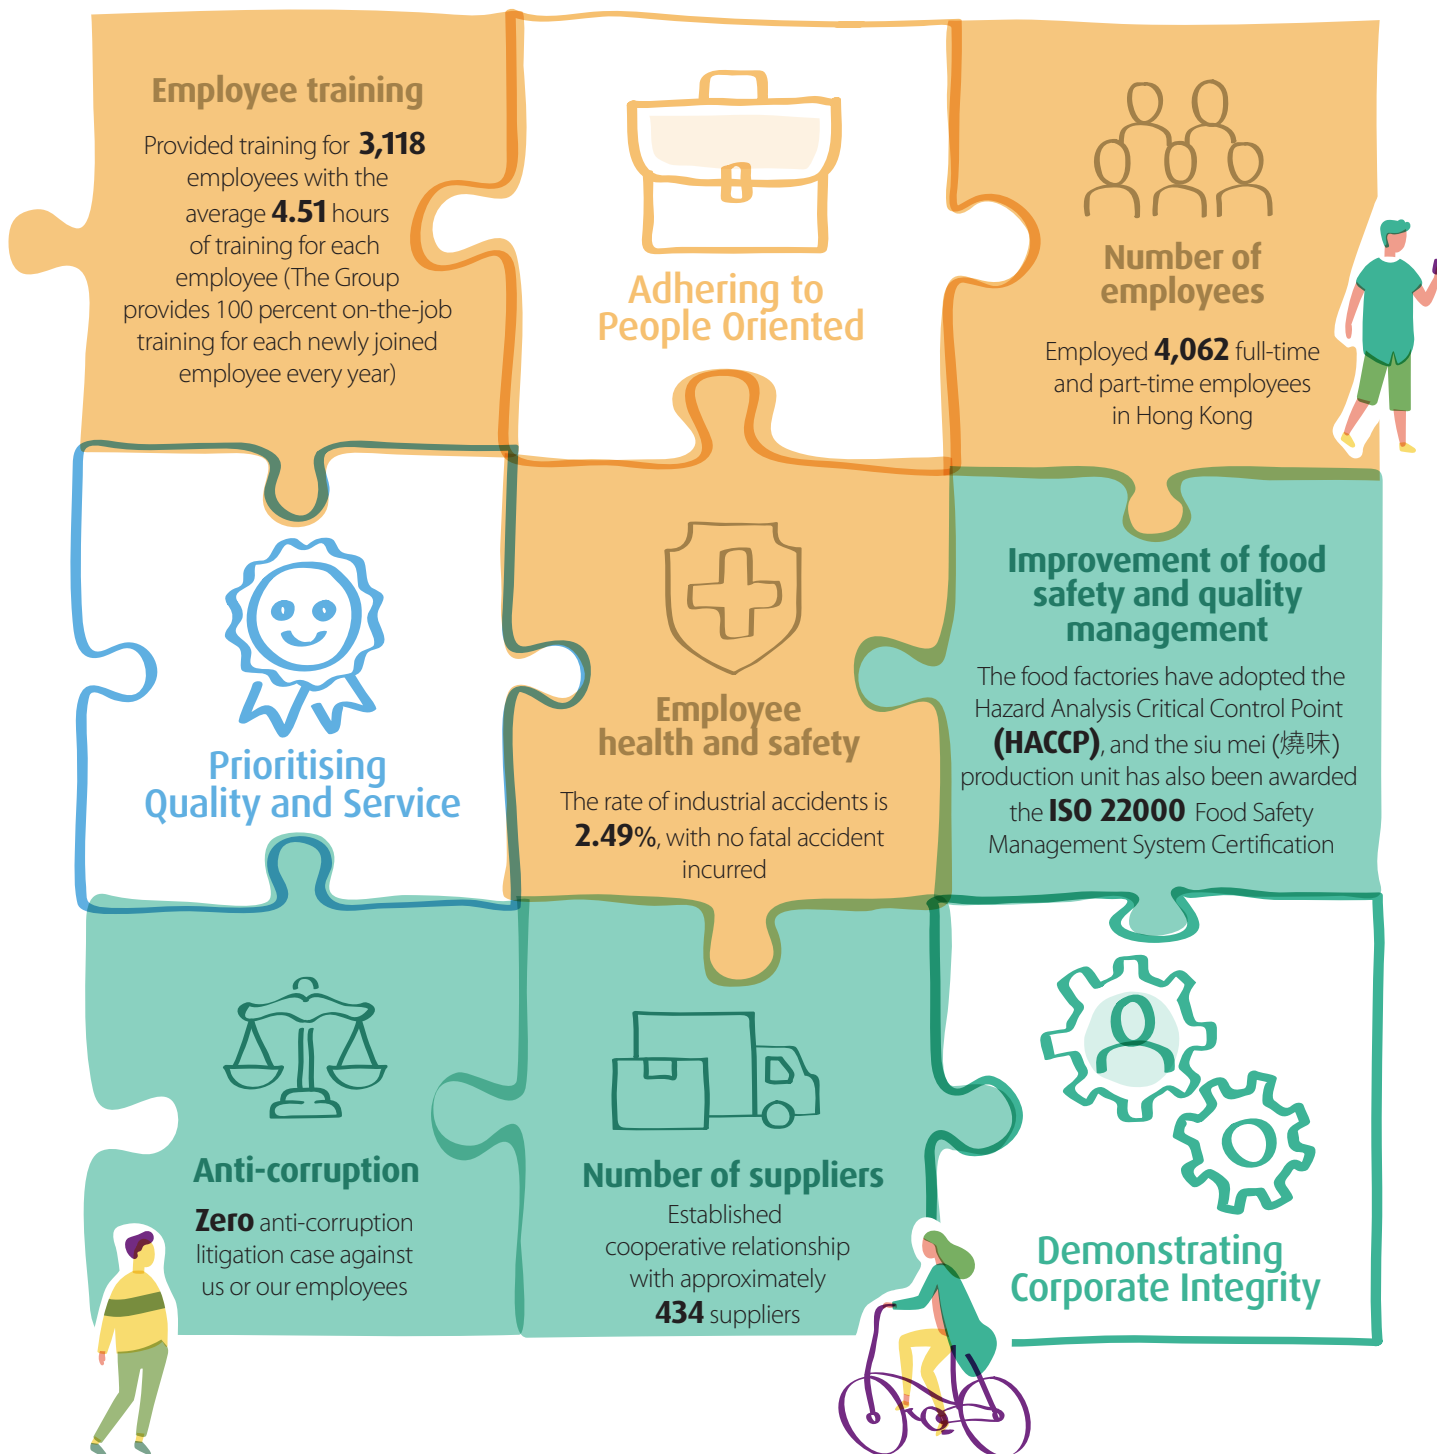 Employee training
Provided training for 3,118
employees with the
average 4.51 hours
of training for each
employee (The Group
provides 100 percent on-the-job
training for each newly joined
employee every year)
Adhering to
People Oriented
Number of
employees
Employed 4,062 full-time
and part-time employees
in Hong Kong
Prioritising
Quality and Service
Employee
health and safety
The rate of industrial accidents is
2.49%, with no fatal accident
incurred
Improvement of food
safety and quality
management
The food factories have adopted the
Hazard Analysis Critical Control Point
(HACCP), and the siu mei (燒味)
production unit has also been awarded
the ISO 22000 Food Safety
Management System Certification
Anti-corruption
Zero anti-corruption
litigation case against
us or our employees
Number of suppliers
Established
cooperative relationship
with approximately
434 suppliers
Demonstrating
Corporate Integrity